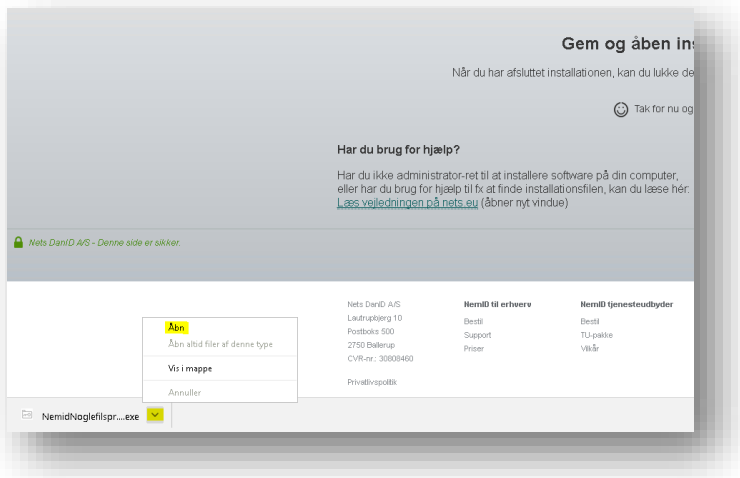 Gem og åben ins
Når du har afsluttet installationen, kan du lukke de
Tak for nu og
Har du brug for hjælp?
Har du ikke administrator-ret til at installere software på din computer,
eller har du brug for hjælp til fx at finde installationsfilen, kan du læse hér:
Læs vejledningen på nets.eu (åbner nyt vindue)
Nets DanID A/S - Denne side er sikker.
Nets DanID A/S
Lautrupbjerg 10
Postboks 500
2750 Ballerup
CVR-nr.: 30808460
Privatlivspolitik
NemID til erhverv
Bestil
Support
Priser
NemID tjenesteudbyder
Bestil
TU-pakke
Vilkår
Åbn
Åbn altid filer af denne type
Vis i mappe
Annuller
NemidNoglefilspr....exe